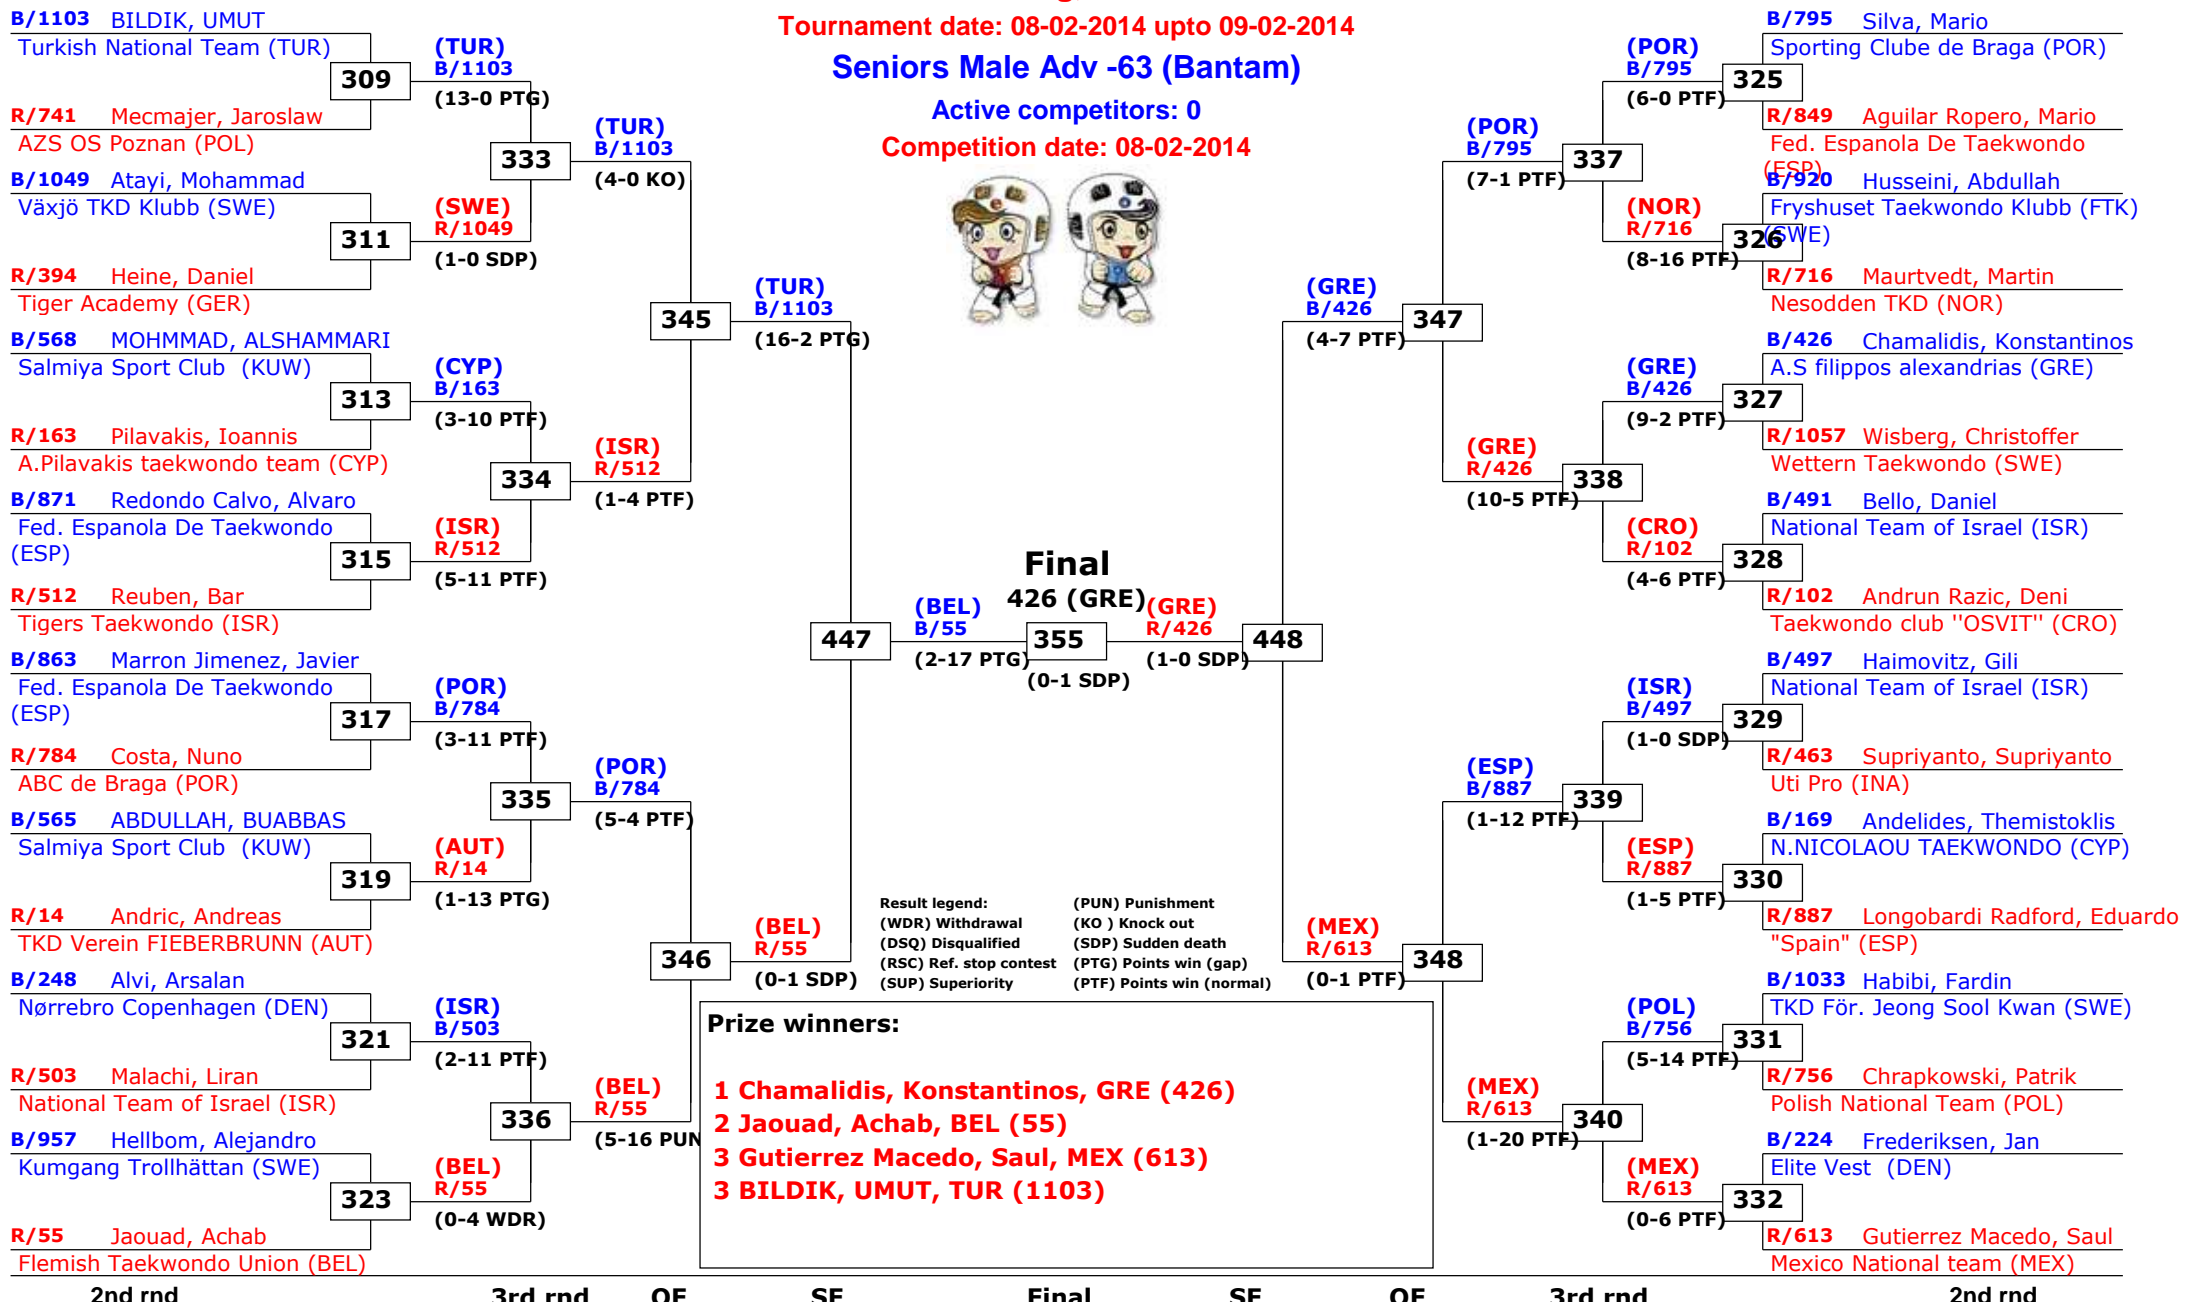 Tournament date: 08-02-2014 upto 09-02-2014
Seniors Male Adv -63 (Bantam)
Active competitors: 0
Competition date: 08-02-2014
B/1103 BILDIK, UMUT
Turkish National Team (TUR)
309
R/741 Mecmajer, Jaroslaw
AZS OS Poznan (POL)
B/1049 Atayi, Mohammad
Växjö TKD Klubb (SWE)
311
R/394 Heine, Daniel
Tiger Academy (GER)
B/568 MOHMMAD, ALSHAMMARI
Salmiya Sport Club (KUW)
313
R/163 Pilavakis, Ioannis
A.Pilavakis taekwondo team (CYP)
B/871 Redondo Calvo, Alvaro
Fed. Espanola De Taekwondo
(ESP)
315
R/512 Reuben, Bar
Tigers Taekwondo (ISR)
B/863 Marron Jimenez, Javier
Fed. Espanola De Taekwondo
(ESP)
317
R/784 Costa, Nuno
ABC de Braga (POR)
B/565 ABDULLAH, BUABBAS
Salmiya Sport Club (KUW)
319
R/14 Andric, Andreas
TKD Verein FIEBERBRUNN (AUT)
B/248 Alvi, Arsalan
Nørrebro Copenhagen (DEN)
321
R/503 Malachi, Liran
National Team of Israel (ISR)
B/957 Hellbom, Alejandro
Kumgang Trollhättan (SWE)
323
R/55 Jaouad, Achab
Flemish Taekwondo Union (BEL)
(TUR)
B/1103
(13-0 PTG)
333
(SWE)
R/1049
(1-0 SDP)
(CYP)
B/163
(3-10 PTF)
334
(ISR)
R/512
(5-11 PTF)
(POR)
B/784
(3-11 PTF)
335
(AUT)
R/14
(1-13 PTG)
(ISR)
B/503
(2-11 PTF)
336
(BEL)
R/55
(0-4 WDR)
(TUR)
B/1103
(4-0 KO)
345
(ISR)
R/512
(1-4 PTF)
(POR)
B/784
(5-4 PTF)
346
(BEL)
R/55
(5-16 PUN
(TUR)
B/1103
(16-2 PTG)
447
(BEL)
R/55
(0-1 SDP)
(BEL)
B/55
(2-17 PTG)
Final
426 (GRE)
355
(0-1 SDP)
(GRE)
R/426
(1-0 SDP)
(GRE)
B/426
(4-7 PTF)
448
(MEX)
R/613
(0-1 PTF)
(POR)
B/795
(7-1 PTF)
347
(GRE)
R/426
(10-5 PTF)
(ESP)
B/887
(1-12 PTF)
348
(MEX)
R/613
(1-20 PTF)
(POR)
B/795
(6-0 PTF)
337
(NOR)
R/716
(8-16 PTF)
(GRE)
B/426
(9-2 PTF)
338
(CRO)
R/102
(4-6 PTF)
(ISR)
B/497
(1-0 SDP)
339
(ESP)
R/887
(1-5 PTF)
(POL)
B/756
(5-14 PTF)
340
(MEX)
R/613
(0-6 PTF)
B/795 Silva, Mario
Sporting Clube de Braga (POR)
325
R/849 Aguilar Ropero, Mario
Fed. Espanola De Taekwondo
(ESP)
B/920 Husseini, Abdullah
Fryshuset Taekwondo Klubb (FTK)
(SWE)
326
R/716 Maurtvedt, Martin
Nesodden TKD (NOR)
B/426 Chamalidis, Konstantinos
A.S filippos alexandrias (GRE)
327
R/1057 Wisberg, Christoffer
Wettern Taekwondo (SWE)
B/491 Bello, Daniel
National Team of Israel (ISR)
328
R/102 Andrun Razic, Deni
Taekwondo club "OSVIT" (CRO)
B/497 Haimovitz, Gili
National Team of Israel (ISR)
329
R/463 Supriyanto, Supriyanto
Uti Pro (INA)
B/169 Andelides, Themistoklis
N.NICOLAOU TAEKWONDO (CYP)
330
R/887 Longobardi Radford, Eduardo
"Spain" (ESP)
B/1033 Habibi, Fardin
TKD För. Jeong Sool Kwan (SWE)
331
R/756 Chrapkowski, Patrik
Polish National Team (POL)
B/224 Frederiksen, Jan
Elite Vest (DEN)
332
R/613 Gutierrez Macedo, Saul
Mexico National team (MEX)
Result legend: (PUN) Punishment
(WDR) Withdrawal (KO ) Knock out
(DSQ) Disqualified (SDP) Sudden death
(RSC) Ref. stop contest (PTG) Points win (gap)
(SUP) Superiority (PTF) Points win (normal)
Prize winners:
1 Chamalidis, Konstantinos, GRE (426)
2 Jaouad, Achab, BEL (55)
3 Gutierrez Macedo, Saul, MEX (613)
3 BILDIK, UMUT, TUR (1103)
2nd rnd 3rd rnd QF SF Final SF QF 3rd rnd 2nd rnd